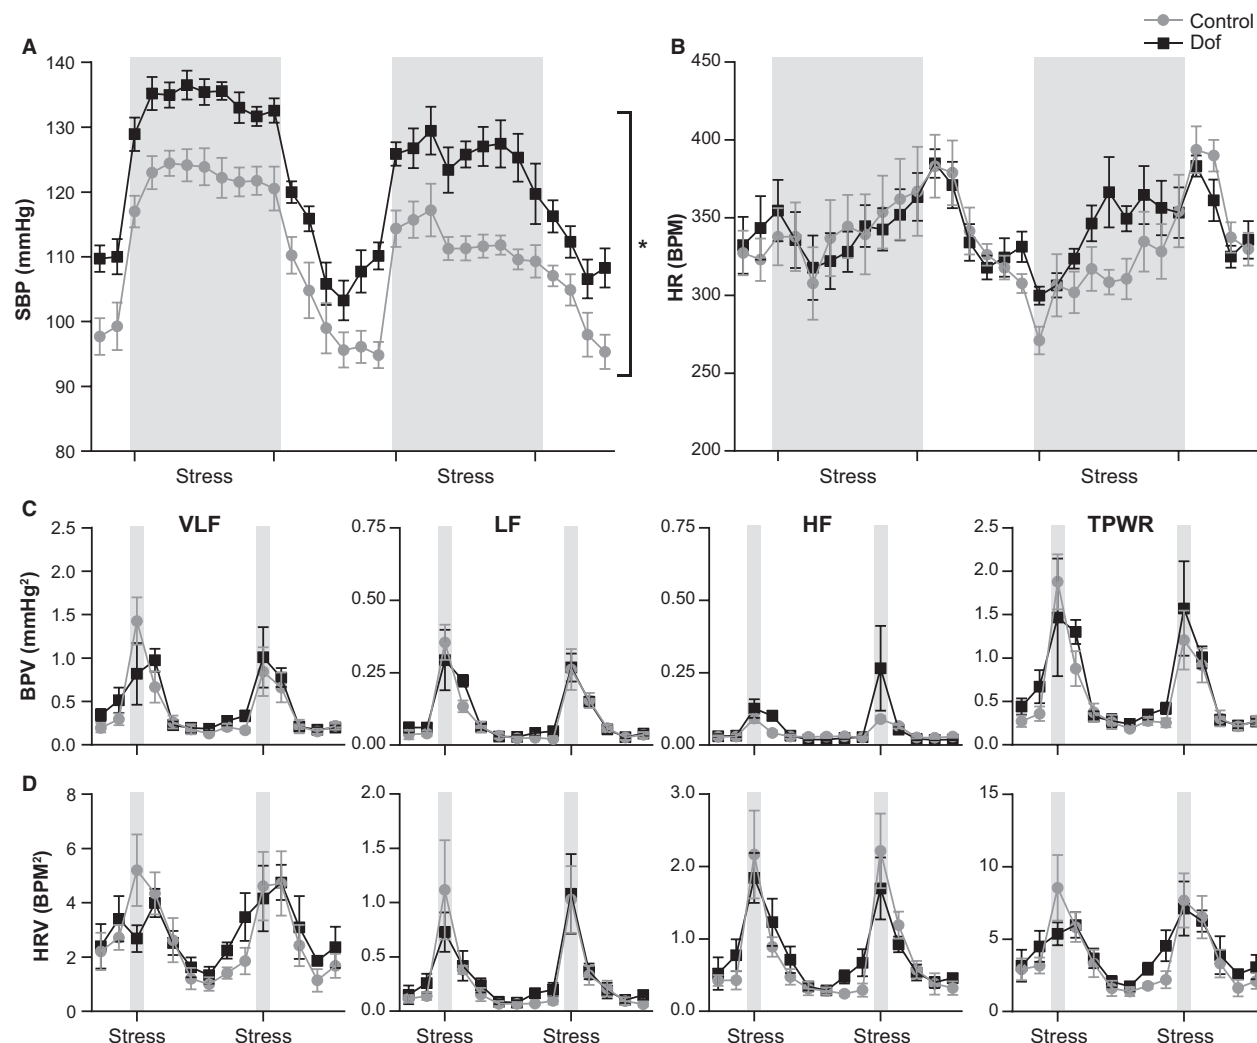 Control
Dof
A
B
140
130
120
110
100
90
80
SBP (mmHg)
*
Stress
Stress
450
400
350
300
250
200
HR (BPM)
Stress
Stress
C
VLF
LF
HF
TPWR
BPV (mmHg²)
2.5
2.0
1.5
1.0
0.5
0.0
0.75
0.50
0.25
0.00
0.75
0.50
0.25
0.00
2.5
2.0
1.5
1.0
0.5
0.0
D
HRV (BPM²)
8
6
4
2
0
2.0
1.5
1.0
0.5
0.0
3.0
2.0
1.0
0.0
15
10
5
0
Stress
Stress
Stress
Stress
Stress
Stress
Stress
Stress